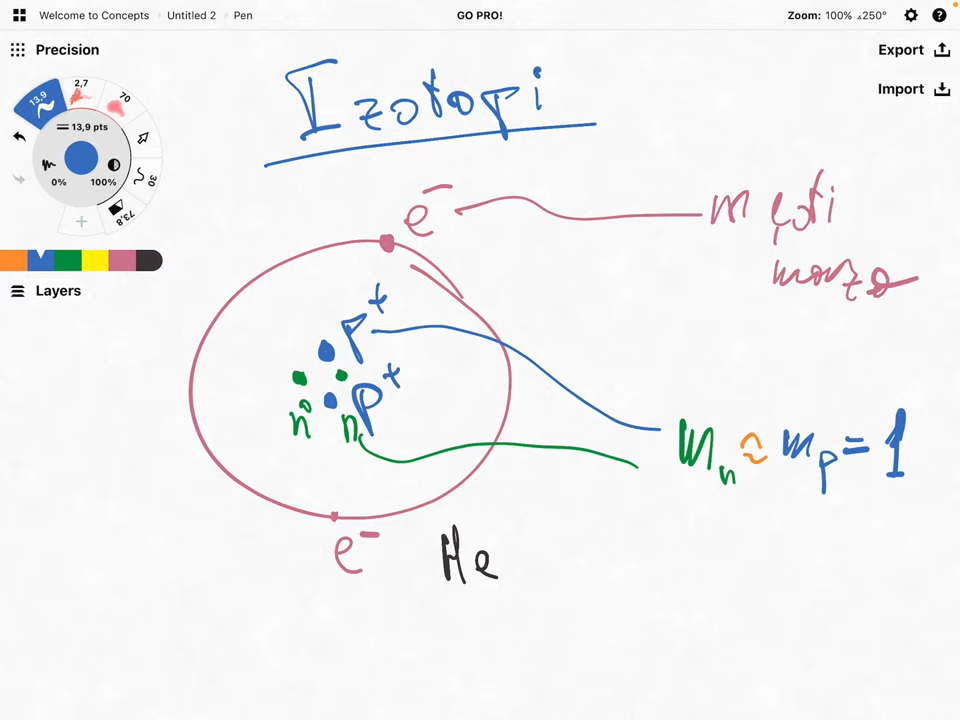 Welcome to Concepts > Untitled 2 > Pen
GO PRO!
Zoom: 100% ⊿250°
Precision
Export
Import
13,9
2,7
70
13,9 pts
0%
100%
30
73,8
Layers
Izotopi
e⁻
m
p⁺
p⁺
n⁰
n
mₙ ≈ mₚ = 1
e⁻
He